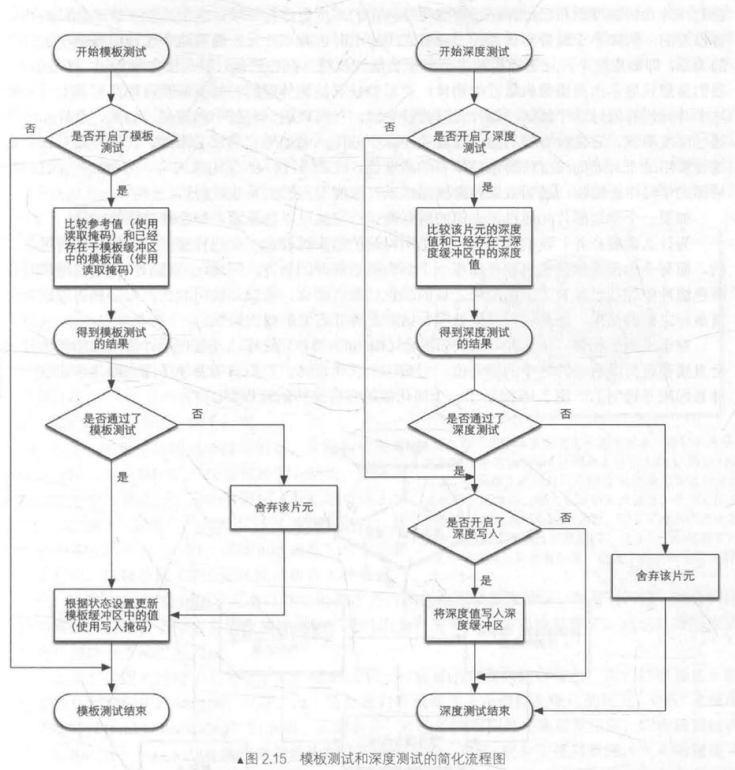 开始模板测试
否
是否开启了模板
测试
是
比较参考值（使用
读取掩码）和已经
存在于模板缓冲区
中的模板值（使用
读取掩码）
得到模板测试
的结果
是否通过了
模板测试
否
是
舍弃该片元
根据状态设置更新
模板缓冲区中的值
（使用写入掩码）
模板测试结束
开始深度测试
否
是否开启了深度
测试
是
比较该片元的深度
值和已经存在于深
度缓冲区中的深度
值
得到深度测试
的结果
是否通过了
深度测试
否
是
是否开启了
深度写入
否
舍弃该片元
是
将深度值写入深
度缓冲区
深度测试结束
▲图 2.15 模板测试和深度测试的简化流程图